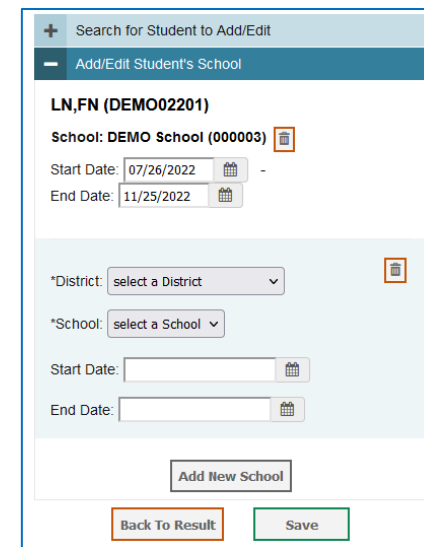 + Search for Student to Add/Edit
− Add/Edit Student's School
LN,FN (DEMO02201)
School: DEMO School (000003)
Start Date: 07/26/2022 -
End Date: 11/25/2022
*District: select a District
*School: select a School
Start Date:
End Date:
Add New School
Back To Result Save